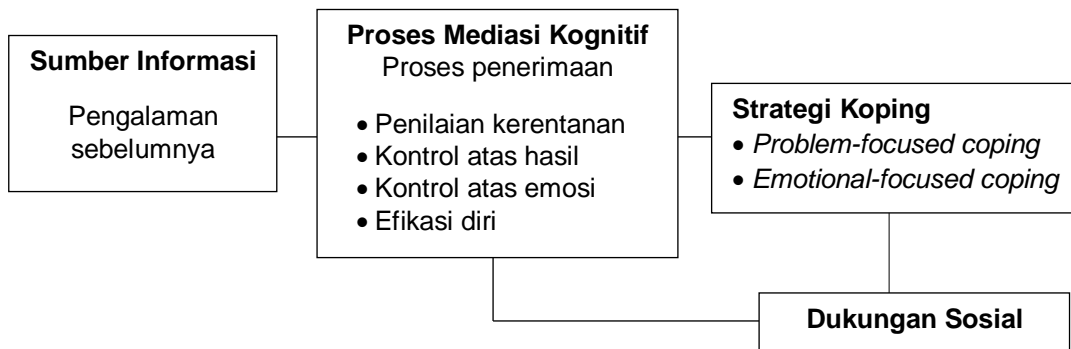 Sumber Informasi
Pengalaman
sebelumnya
Proses Mediasi Kognitif
Proses penerimaan
• Penilaian kerentanan
• Kontrol atas hasil
• Kontrol atas emosi
• Efikasi diri
Strategi Koping
• Problem-focused coping
• Emotional-focused coping
Dukungan Sosial